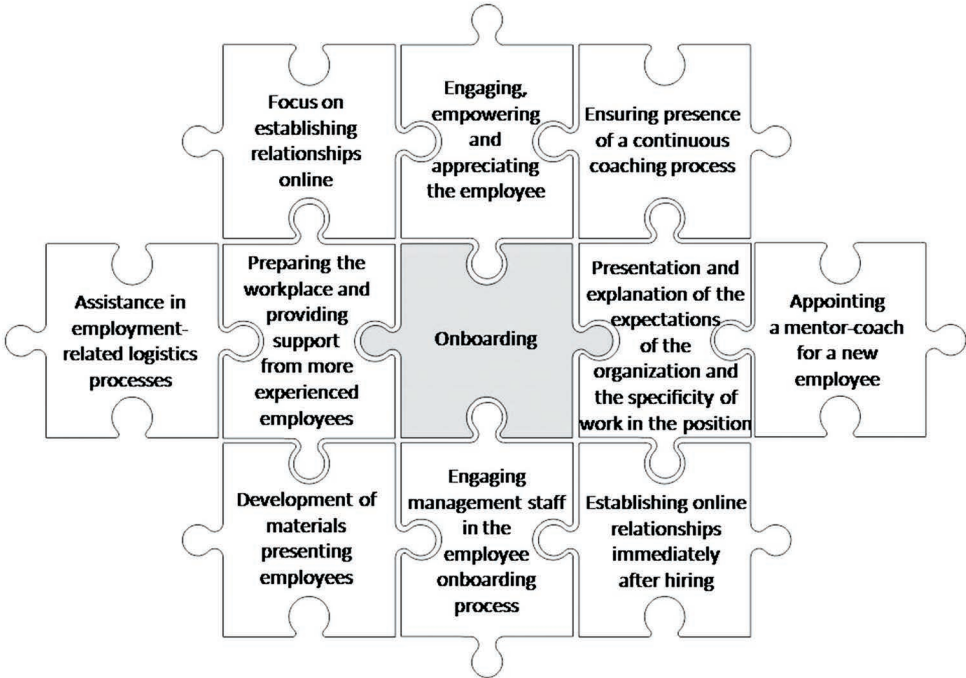 Focus on
establishing
relationships
online
Engaging,
empowering
and
appreciating
the employee
Ensuring presence
of a continuous
coaching process
Assistance in
employment-
related logistics
processes
Preparing the
workplace and
providing
support
from more
experienced
employees
Onboarding
Presentation and
explanation of the
expectations
of the
organization and
the specificity of
work in the position
Appointing
a mentor-coach
for a new
employee
Development of
materials
presenting
employees
Engaging
management staff
in the
employee
onboarding
process
Establishing online
relationships
immediately
after hiring